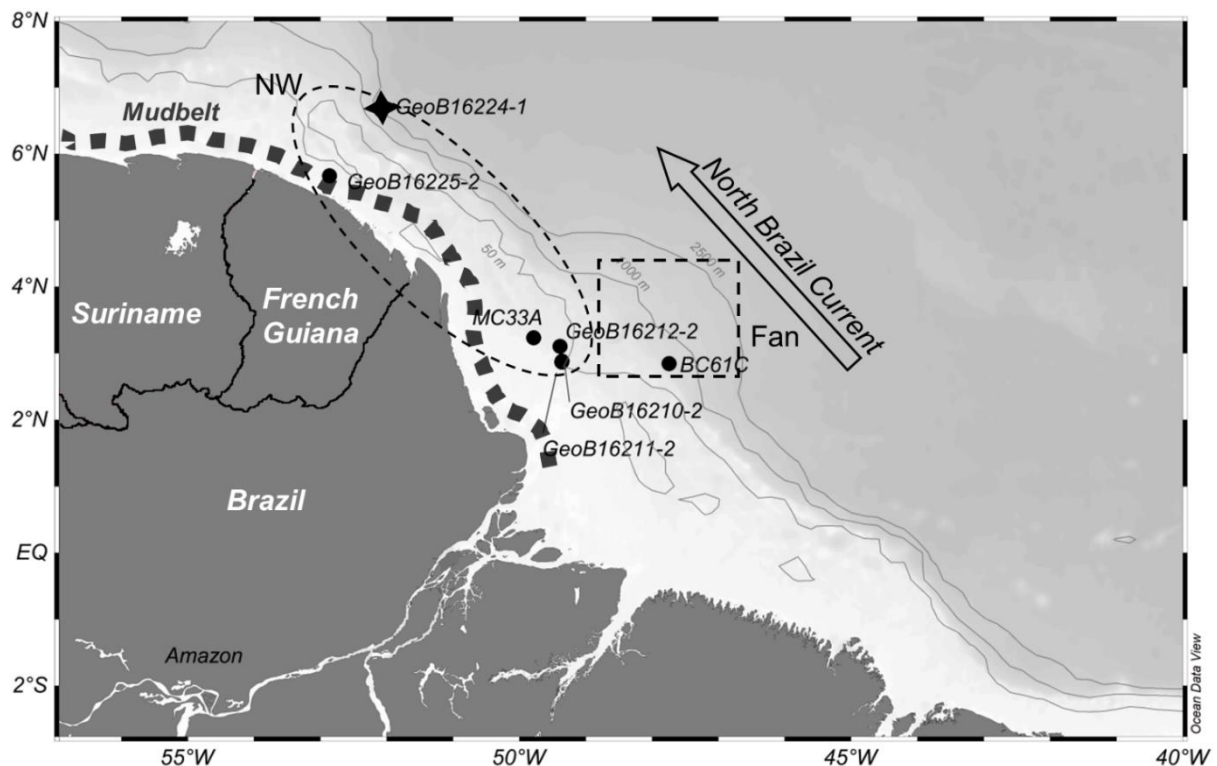 8°N
NW
GeoB16224-1
Mudbelt
6°N
GeoB16225-2
North Brazil Current
50 m
1000 m
2500 m
4°N
Suriname
French
Guiana
MC33A
GeoB16212-2
Fan
BC61C
2°N
GeoB16210-2
GeoB16211-2
Brazil
EQ
Amazon
2°S
Ocean Data View
55°W
50°W
45°W
40°W